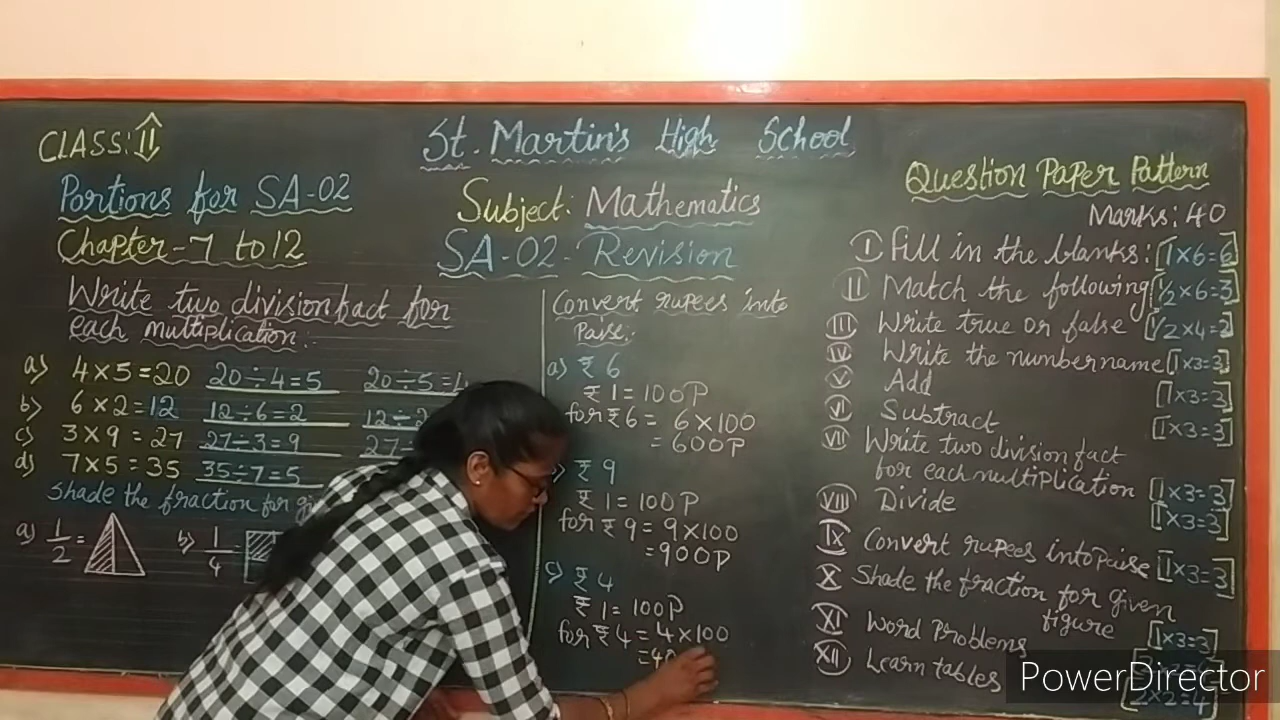 CLASS: II
St. Martin's High School
Portions for SA-02
Subject: Mathematics
Chapter-7 to 12
SA-02- Revision
Write two division fact for
each multiplication:.
a) 4×5=20 20÷4=5 20÷5=4
b) 6×2=12 12÷6=2 12÷2
c) 3×9=27 27÷3=9 27÷
d) 7×5=35 35÷7=5
Shade the fraction for
a) 1/2 =
b) 1/4 =
Convert rupees into
Paise:.
a) ₹ 6
₹ 1= 100P
for ₹ 6 = 6×100
= 600P
₹ 9
₹ 1= 100P
for ₹ 9 = 9×100
=900P
c) ₹ 4
₹ 1= 100P
for ₹ 4 = 4×100
=40
Question Paper Pattern
Marks: 40
I Fill in the blanks: [1×6=6]
II Match the following [1/2×6=3]
III Write true or false [1/2×4=2]
IV Write the number name [1×3=3]
V Add [1×3=3]
VI Subtract [1×3=3]
VII Write two division fact
for each multiplication [1×3=3]
VIII Divide [1×3=3]
IX Convert rupees into Paise [1×3=3]
X Shade the fraction for given
figure [1×3=3]
XI Word Problems
XII Learn tables [2×2=4
PowerDirector